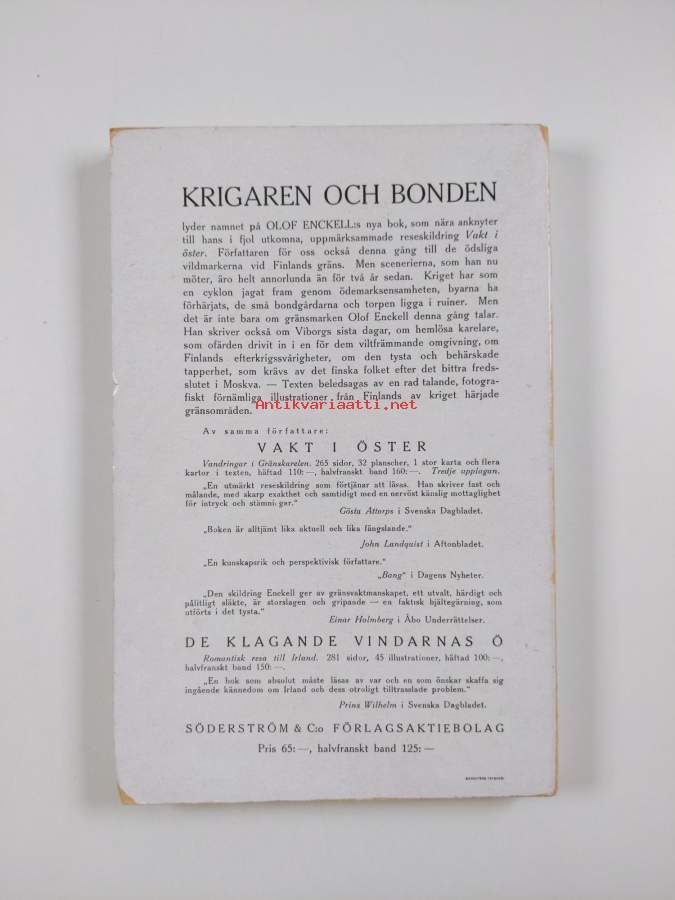 KRIGAREN OCH BONDEN
lyder namnet på OLOF ENCKELL:s nya bok, som nära anknyter
till hans i fjol utkomna, uppmärksammade reseskildring Vakt i
öster. Författaren för oss också denna gång till de ödsliga
vildmarkerna vid Finlands gräns. Men scenerierna, som han nu
möter, äro helt annorlunda än för två år sedan. Kriget har som
en cyklon jagat fram genom ödemarksensamheten, byarna ha
förhärjats, de små bondgårdarna och torpen ligga i ruiner. Men
det är inte bara om gränsmarken Olof Enckell denna gång talar.
Han skriver också om Viborgs sista dagar, om hemlösa karelare,
som ofärden drivit in i en för dem viltfrämmande omgivning, om
Finlands efterkrigssvårigheter, om den tysta och behärskade
tapperhet, som krävs av det finska folket efter det bittra freds-
slutet i Moskva. — Texten beledsagas av en rad talande, fotogra-
fiskt förnämliga illustrationer från Finlands av kriget härjade
gränsområden.
Antikvariaatti.net
Av samma författare:
VAKT I ÖSTER
Vandringar i Gränskarelen. 265 sidor, 32 planscher, 1 stor karta och flera
kartor i texten, häftad 110: —, halvfranskt band 160: —. Tredje upplagan.
„En utmärkt reseskildring som förtjänar att läsas. Han skriver fast och
målande, med skarp exakthet och samtidigt med en nervöst känslig mottaglighet
för intryck och stämningar.“
Gösta Attorps i Svenska Dagbladet.
„Boken är alltjämt lika aktuell och lika fängslande.“
John Landquist i Aftonbladet.
„En kunskapsrik och perspektivisk författare.“
„Bang“ i Dagens Nyheter.
„Den skildring Enckell ger av gränsvaktmanskapet, ett utvalt, härdigt och
pålitligt släkte, är storslagen och gripande — en faktisk hjältegärning, som
utförts i det tysta.“
Einar Holmberg i Åbo Underrättelser.
DE KLAGANDE VINDARNAS Ö
Romantisk resa till Irland. 281 sidor, 45 illustrationer, häftad 100: —,
halvfranskt band 150: —.
„En bok som absolut måste läsas av var och en som önskar skaffa sig
ingående kännedom om Irland och dess otroligt tilltrasslade problem.“
Prins Wilhelm i Svenska Dagbladet.
SÖDERSTRÖM & C:o FÖRLAGSAKTIEBOLAG
Pris 65: —, halvfranskt band 125: —